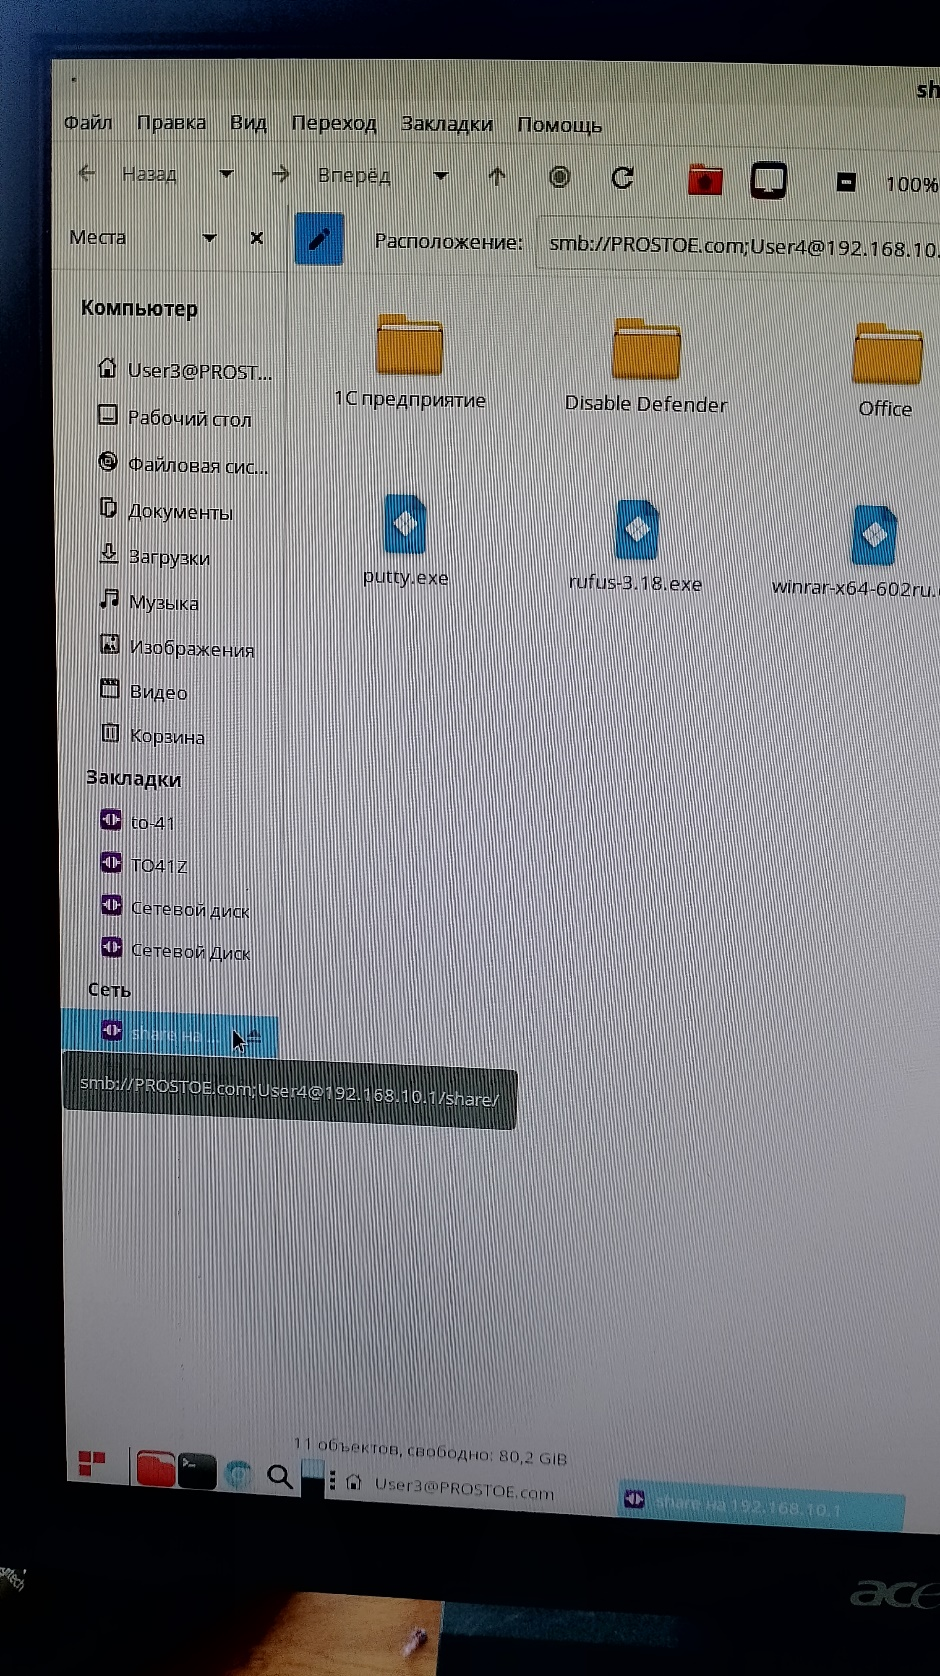 sh
Файл Правка Вид Переход Закладки Помощь
Назад Вперёд 100%
Места Расположение: smb://PROSTOE.com;User4@192.168.10.
Компьютер
User3@PROST...
Рабочий стол
Файловая сис...
Документы
Загрузки
Музыка
Изображения
Видео
Корзина
Закладки
to-41
TO41Z
Сетевой диск
Сетевой Диск
Сеть
share на ...
smb://PROSTOE.com;User4@192.168.10.1/share/
1С предприятие Disable Defender Office
putty.exe rufus-3.18.exe winrar-x64-602ru.
11 объектов, свободно: 80,2 GiB
User3@PROSTOE.com share на 192.168.10.1
acer